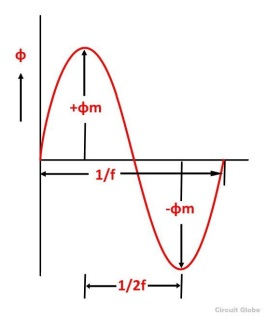 ϕ
+ϕm
1/f
-ϕm
1/2f
Circuit Globe